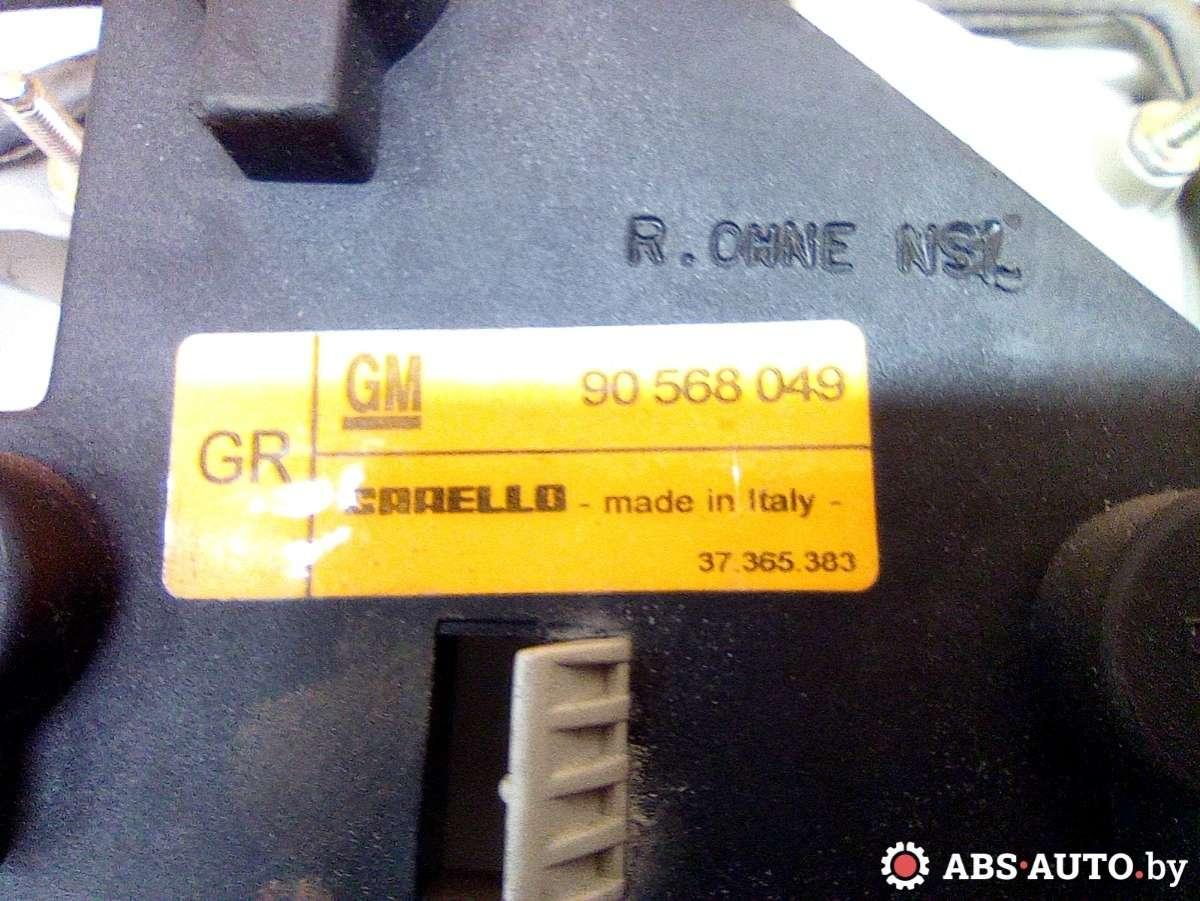 R. OHNE NSL
GM 90 568 049
GR
CARELLO - made in Italy -
37.365.383
ABS·AUTO.by